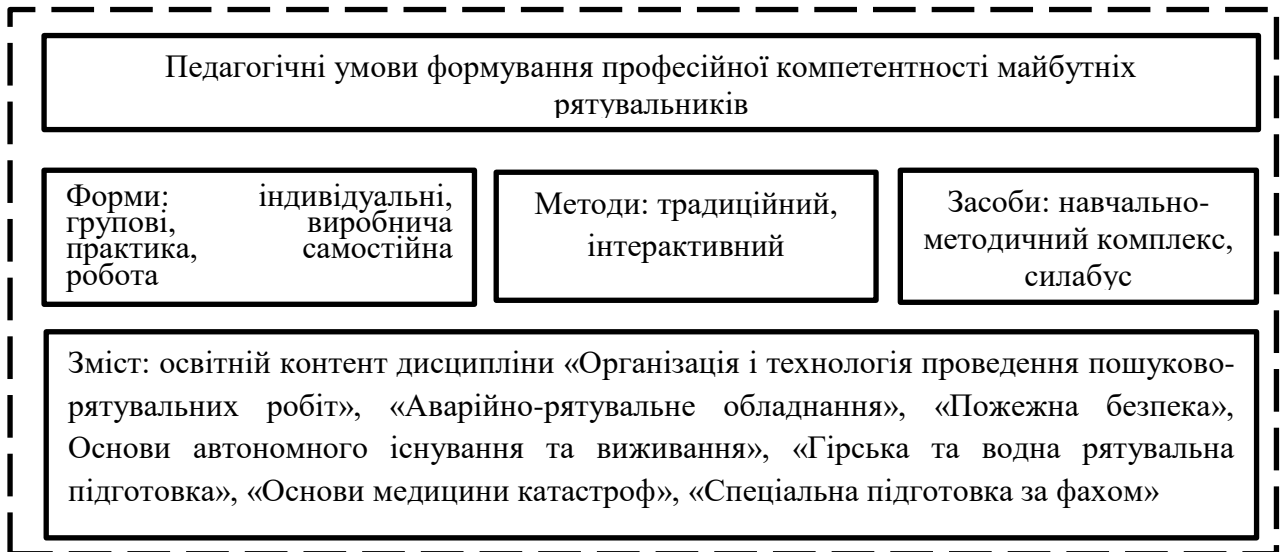 Педагогічні умови формування професійної компетентності майбутніх
рятувальників
Форми: індивідуальні,
групові, виробнича
практика, самостійна
робота
Методи: традиційний,
інтерактивний
Засоби: навчально-
методичний комплекс,
силабус
Зміст: освітній контент дисципліни «Організація і технологія проведення пошуково-
рятувальних робіт», «Аварійно-рятувальне обладнання», «Пожежна безпека»,
Основи автономного існування та виживання», «Гірська та водна рятувальна
підготовка», «Основи медицини катастроф», «Спеціальна підготовка за фахом»